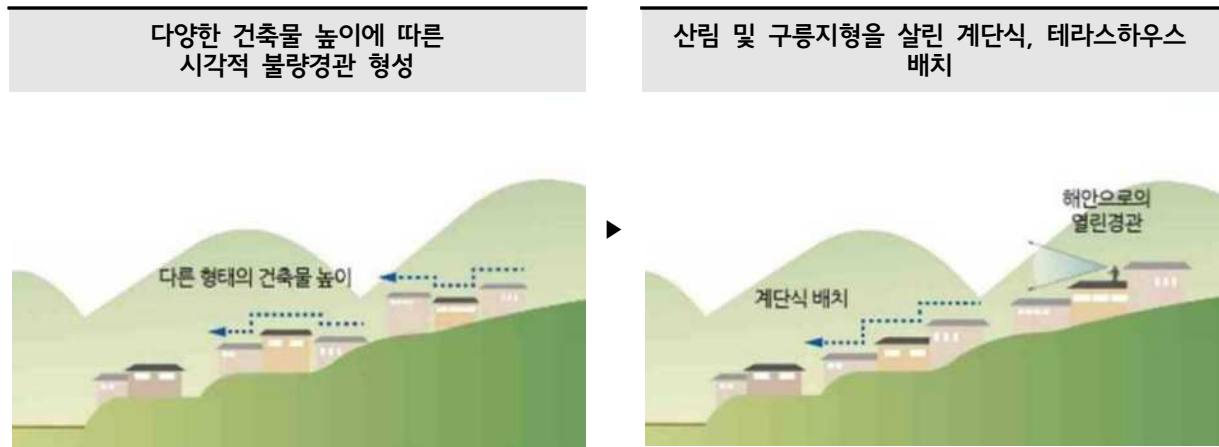 다양한 건축물 높이에 따른
시각적 불량경관 형성
다른 형태의 건축물 높이
▶
산림 및 구릉지형을 살린 계단식, 테라스하우스
배치
해안으로의
열린경관
계단식 배치